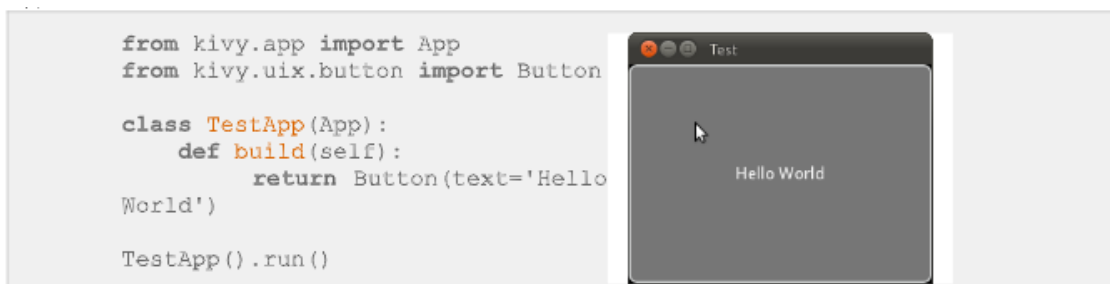 from kivy.app import App
from kivy.uix.button import Button

class TestApp(App):
    def build(self):
        return Button(text='Hello
World')

TestApp().run()
Test
Hello World